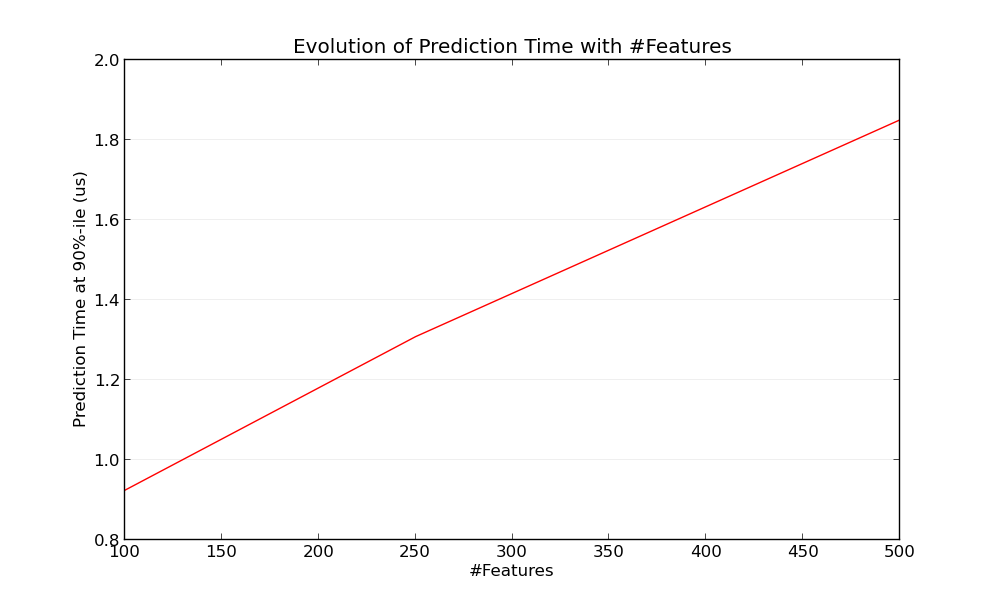 Evolution of Prediction Time with #Features
Prediction Time at 90%-ile (us)
2.0
1.8
1.6
1.4
1.2
1.0
0.8
100 150 200 250 300 350 400 450 500
#Features